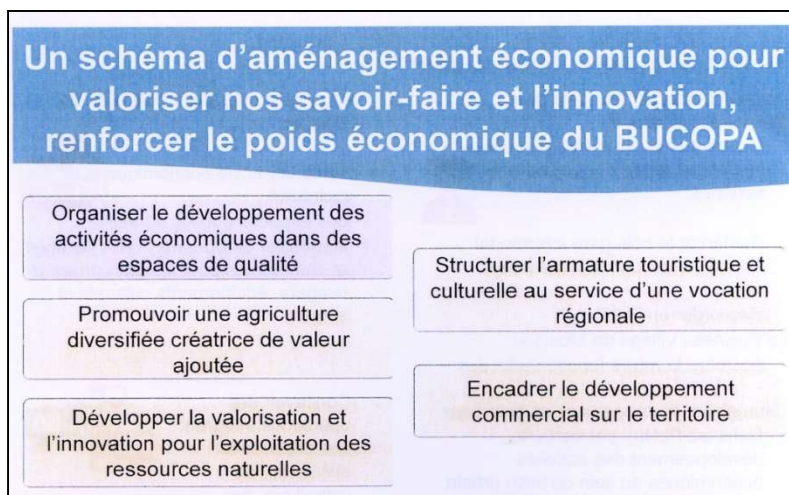 Un schéma d'aménagement économique pour
valoriser nos savoir-faire et l'innovation,
renforcer le poids économique du BUCOPA
Organiser le développement des
activités économiques dans des
espaces de qualité
Promouvoir une agriculture
diversifiée créatrice de valeur
ajoutée
Développer la valorisation et
l'innovation pour l'exploitation des
ressources naturelles
Structurer l'armature touristique et
culturelle au service d'une vocation
régionale
Encadrer le développement
commercial sur le territoire